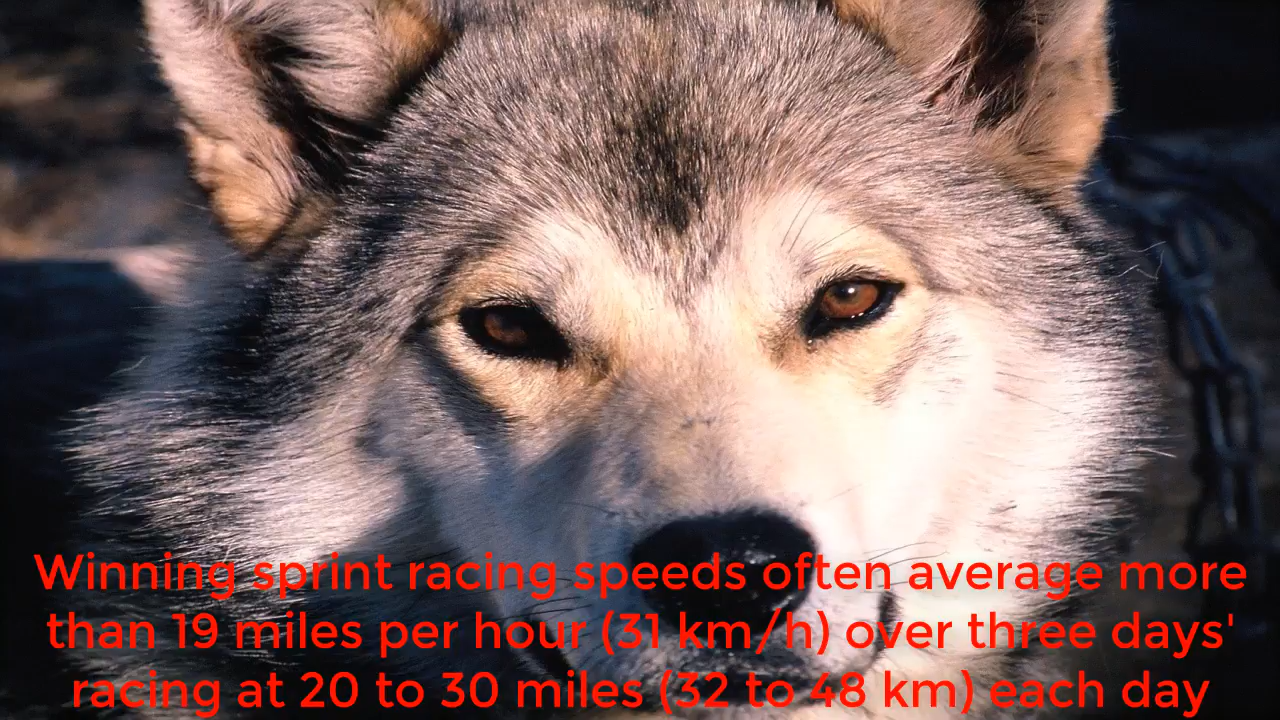 Winning sprint racing speeds often average more
than 19 miles per hour (31 km/h) over three days'
racing at 20 to 30 miles (32 to 48 km) each day